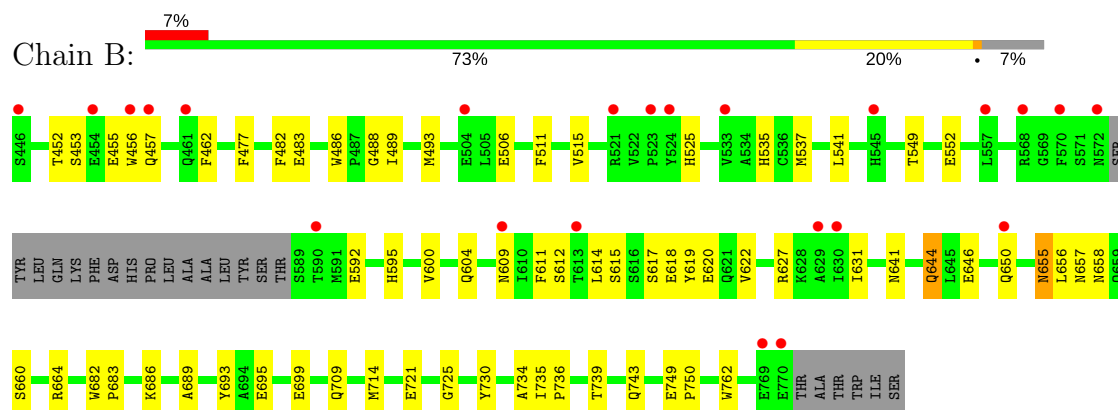 7%
Chain B:
73% 20% • 7%
S446 T452 S453 E454 E455 W456 Q457 Q461 F462 F477 F482 E483 W486 P487 G488 I489 M493 E504 L505 E506 F511 V515 R521 V522 P523 Y524 H525 V533 A534 H535 C536 M537 L541 H545 T549 E552 L557 R568 G569 F570 S571 N572 SER
TYR LEU GLN LYS PHE ASP HIS PRO LEU ALA ALA LEU TYR SER THR S589 T590 M591 E592 H595 V600 Q604 N609 I610 F611 S612 T613 L614 S615 S616 S617 E618 Y619 E620 Q621 V622 R627 K628 A629 I630 I631 N641 Q644 L645 E646 Q650 N655 L656 N657 N658 Q659
S660 R664 W682 P683 K686 A689 Y693 A694 E695 E699 Q709 M714 E721 G725 Y730 A734 I735 P736 T739 Q743 E749 P750 W762 E769 E770 THR ALA THR TRP ILE SER